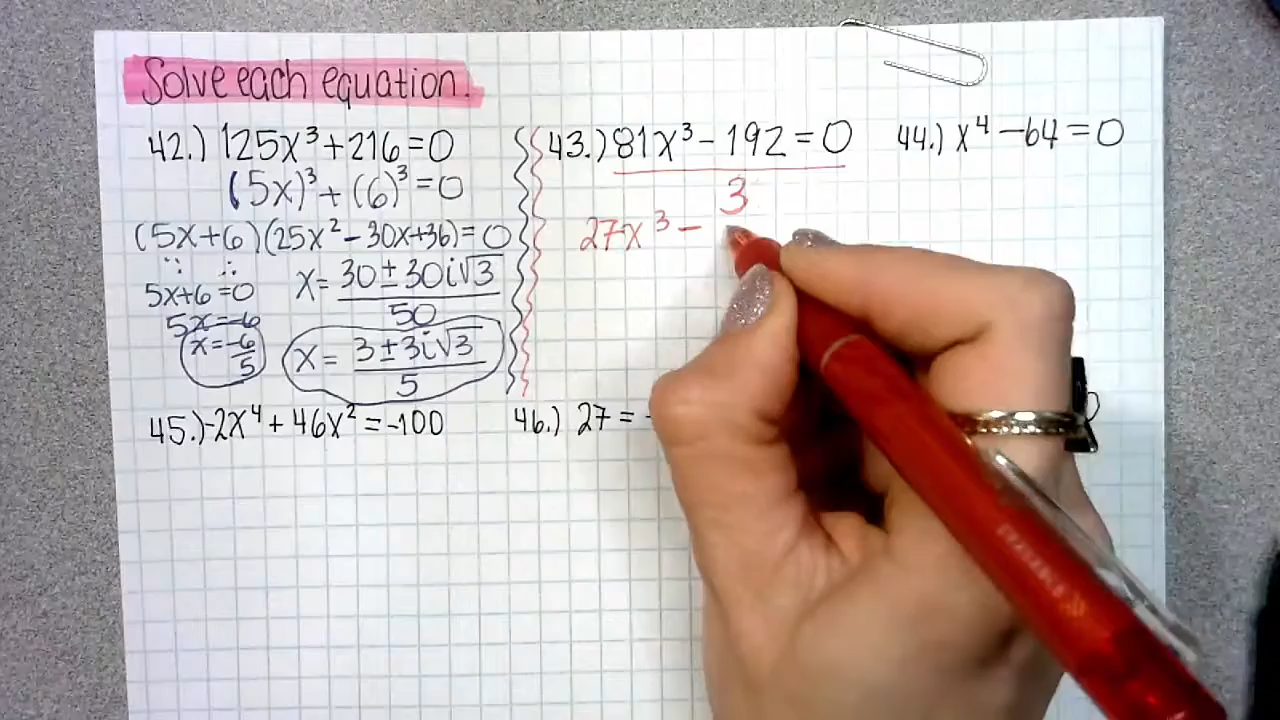 Solve each equation.
42.) 125x³ + 216 = 0
(5x)³ + (6)³ = 0
(5x+6)(25x² - 30x + 36) = 0
5x+6 = 0
5x = -6
x = -6
5
x = 30 ± 30i√3
50
x = 3 ± 3i√3
5
43.) 81x³ - 192 = 0
3
27x³ -
44.) x⁴ - 64 = 0
45.) -2x⁴ + 46x² = -100
46.) 27 =